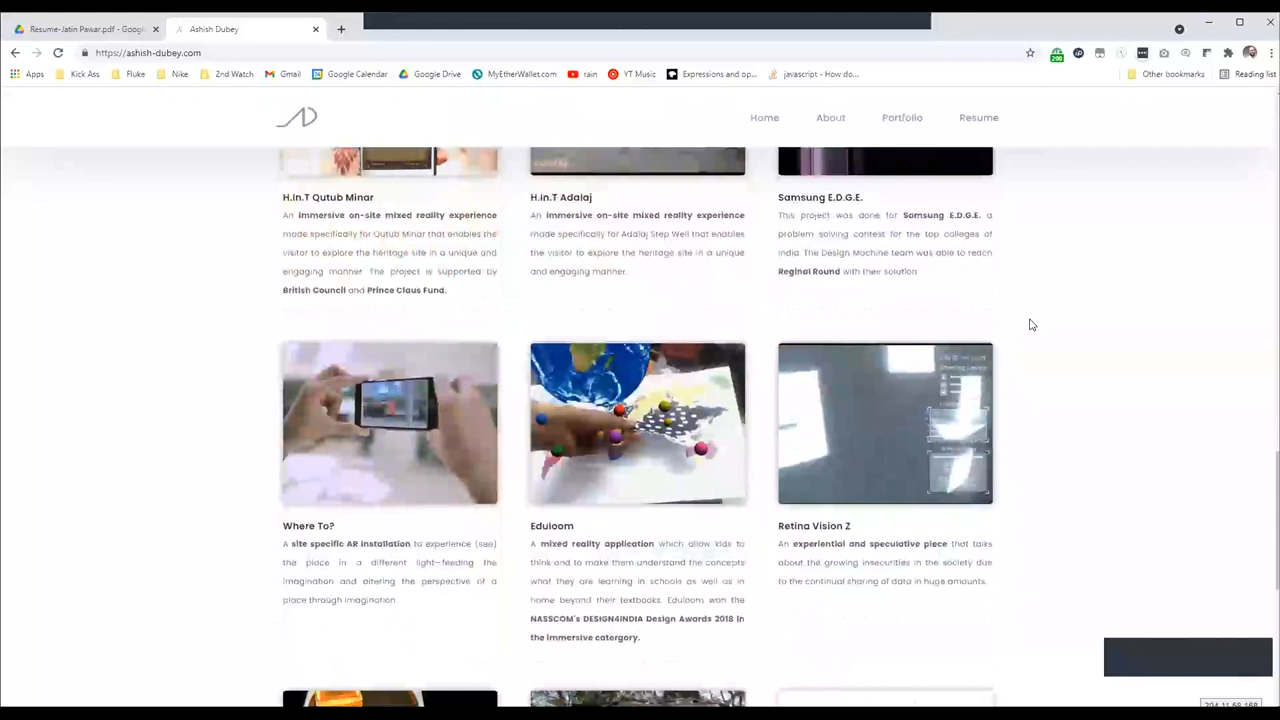 Resume-Jatin Pawar.pdf - Googl
Ashish Dubey
https://ashish-dubey.com
200
Apps Kick Ass Fluke Nike 2nd Watch Gmail Google Calendar Google Drive MyEtherWallet.com rain YT Music Expressions and op... javascript - How do... Other bookmarks Reading list
Home About Portfolio Resume
H.In.T Qutub Minar
An immersive on-site mixed reality experience
made specifically for Qutub Minar that enables the
visitor to explore the heritage site in a unique and
engaging manner. The project is supported by
British Council and Prince Claus Fund.
H.in.T Adalaj
An immersive on-site mixed reality experience
made specifically for Adalaj Step Well that enables
the visitor to explore the heritage site in a unique
and engaging manner.
Samsung E.D.G.E.
This project was done for Samsung E.D.G.E. a
problem solving contest for the top colleges of
India. The Design Machine team was able to reach
Reginal Round with their solution
Where To?
A site specific AR installation to experience (see)
the place in a different light—feeding the
imagination and altering the perspective of a
place through imagination.
Eduloom
A mixed reality application which allow kids to
think and to make them understand the concepts
what they are learning in schools as well as in
home beyond their textbooks. Eduloom won the
NASSCOM's DESIGN4INDIA Design Awards 2018 in
the immersive catergory.
Retina Vision Z
An experiential and speculative piece that talks
about the growing insecurities in the society due
to the continual sharing of data in huge amounts.